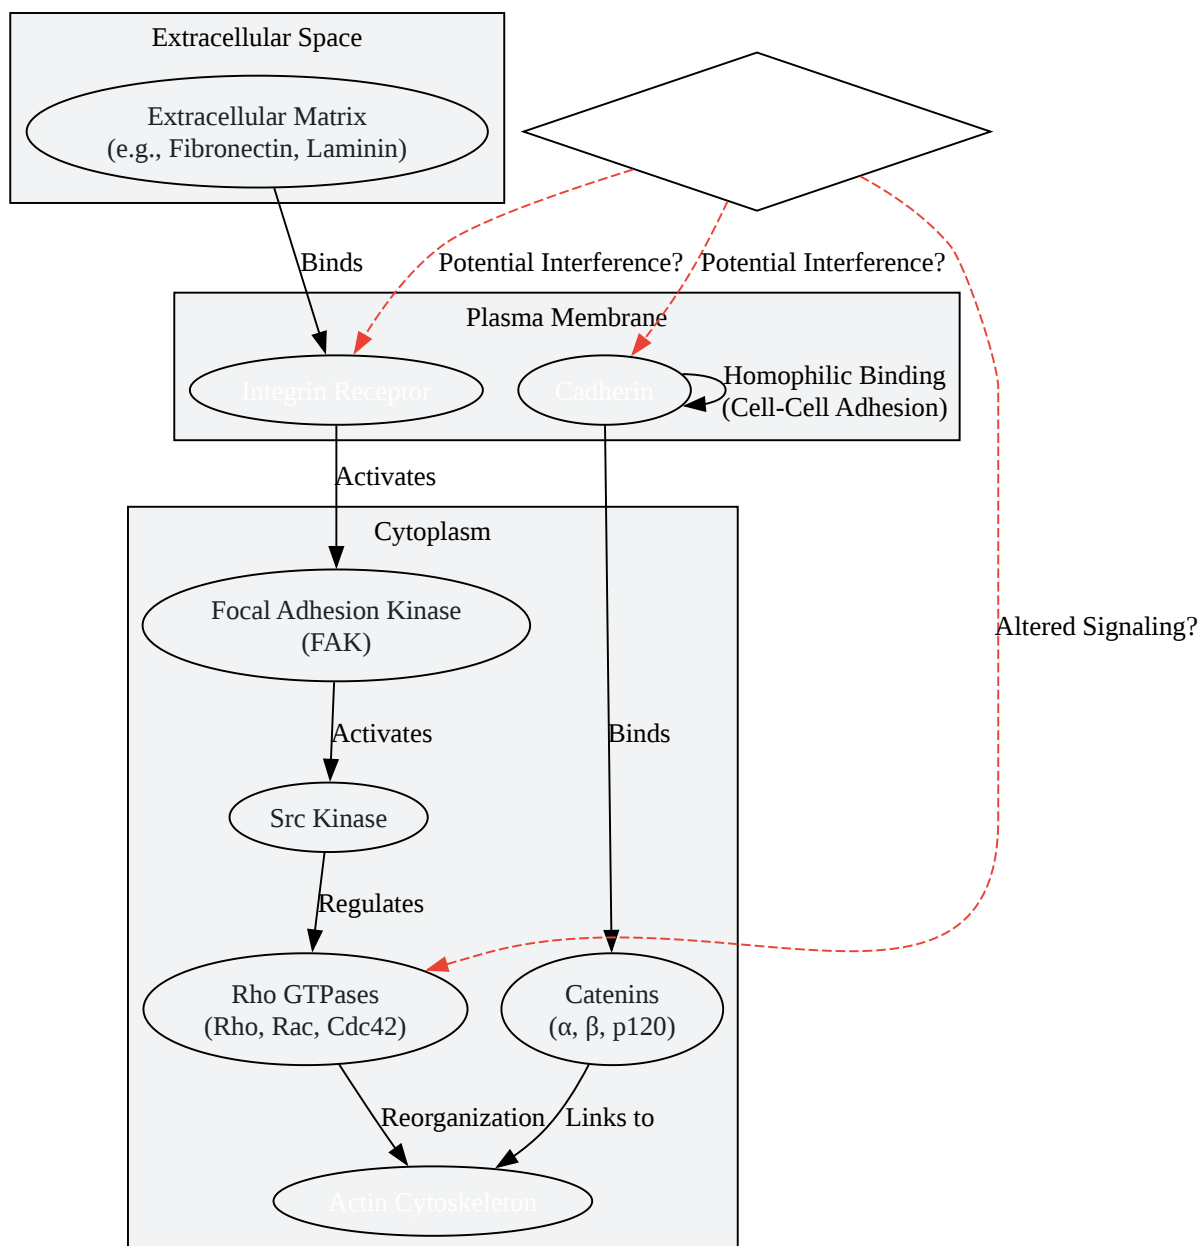 Extracellular Space
Extracellular Matrix
(e.g., Fibronectin, Laminin)
Binds
Potential Interference?
Potential Interference?
Plasma Membrane
Integrin Receptor
Cadherin
Homophilic Binding
(Cell-Cell Adhesion)
Activates
Cytoplasm
Focal Adhesion Kinase
(FAK)
Altered Signaling?
Activates
Binds
Src Kinase
Regulates
Rho GTPases
(Rho, Rac, Cdc42)
Catenins
(α, β, p120)
Reorganization
Links to
Actin Cytoskeleton